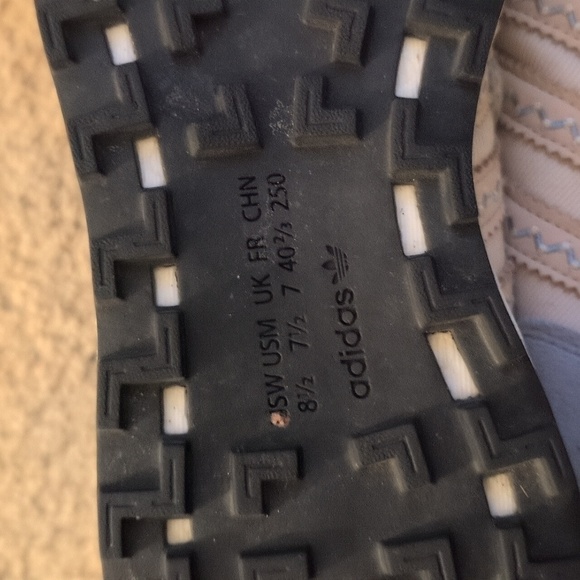 USW USM UK FR CHN
8½ 7½ 7 40⅔ 250
adidas